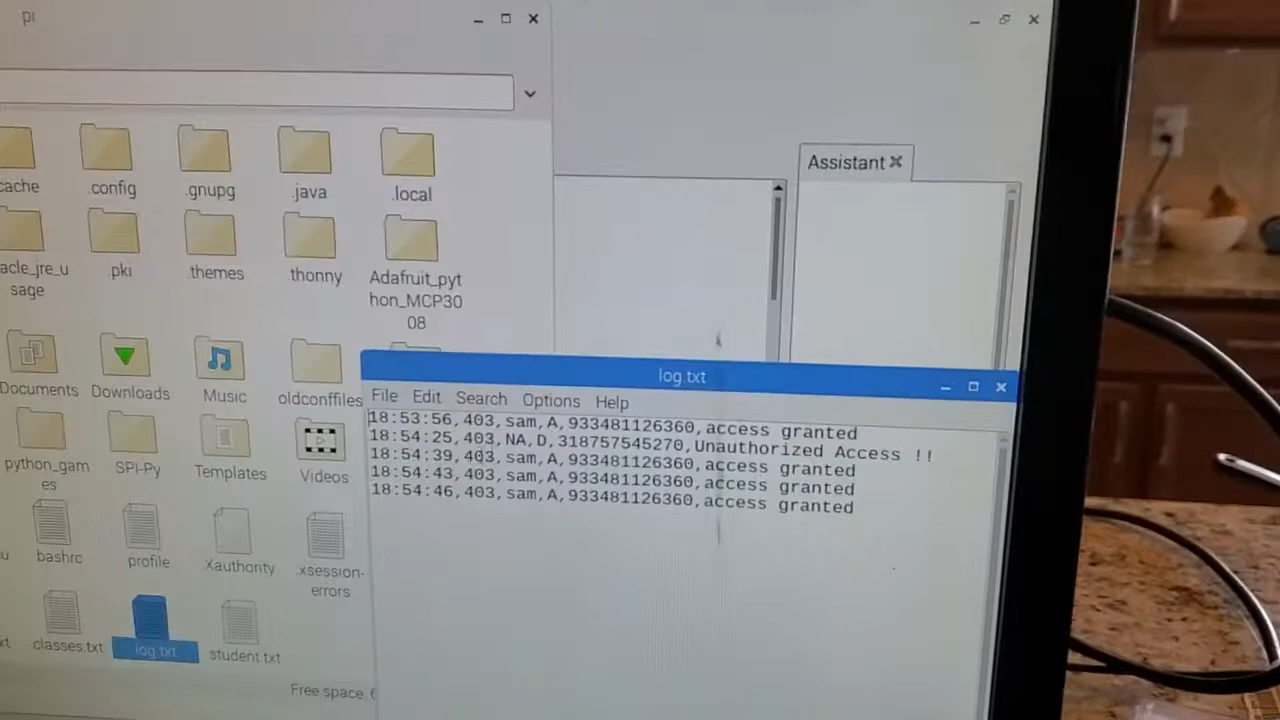 pi
Assistant
cache
.config
.gnupg
.java
.local
acle_jre_u
sage
.pki
.themes
thonny
Adafruit_pyt
hon_MCP30
08
Documents
Downloads
Music
oldconffiles
python_gam
es
SPI-Py
Templates
Videos
bashrc
profile
Xauthority
.xsession-
errors
classes.txt
log.txt
student.txt
Free space
log.txt
File Edit Search Options Help
18:53:56,403,sam,A,933481126360,access granted
18:54:25,403,NA,D,318757545270,Unauthorized Access !!
18:54:39,403,sam,A,933481126360,access granted
18:54:43,403,sam,A,933481126360,access granted
18:54:46,403,sam,A,933481126360,access granted